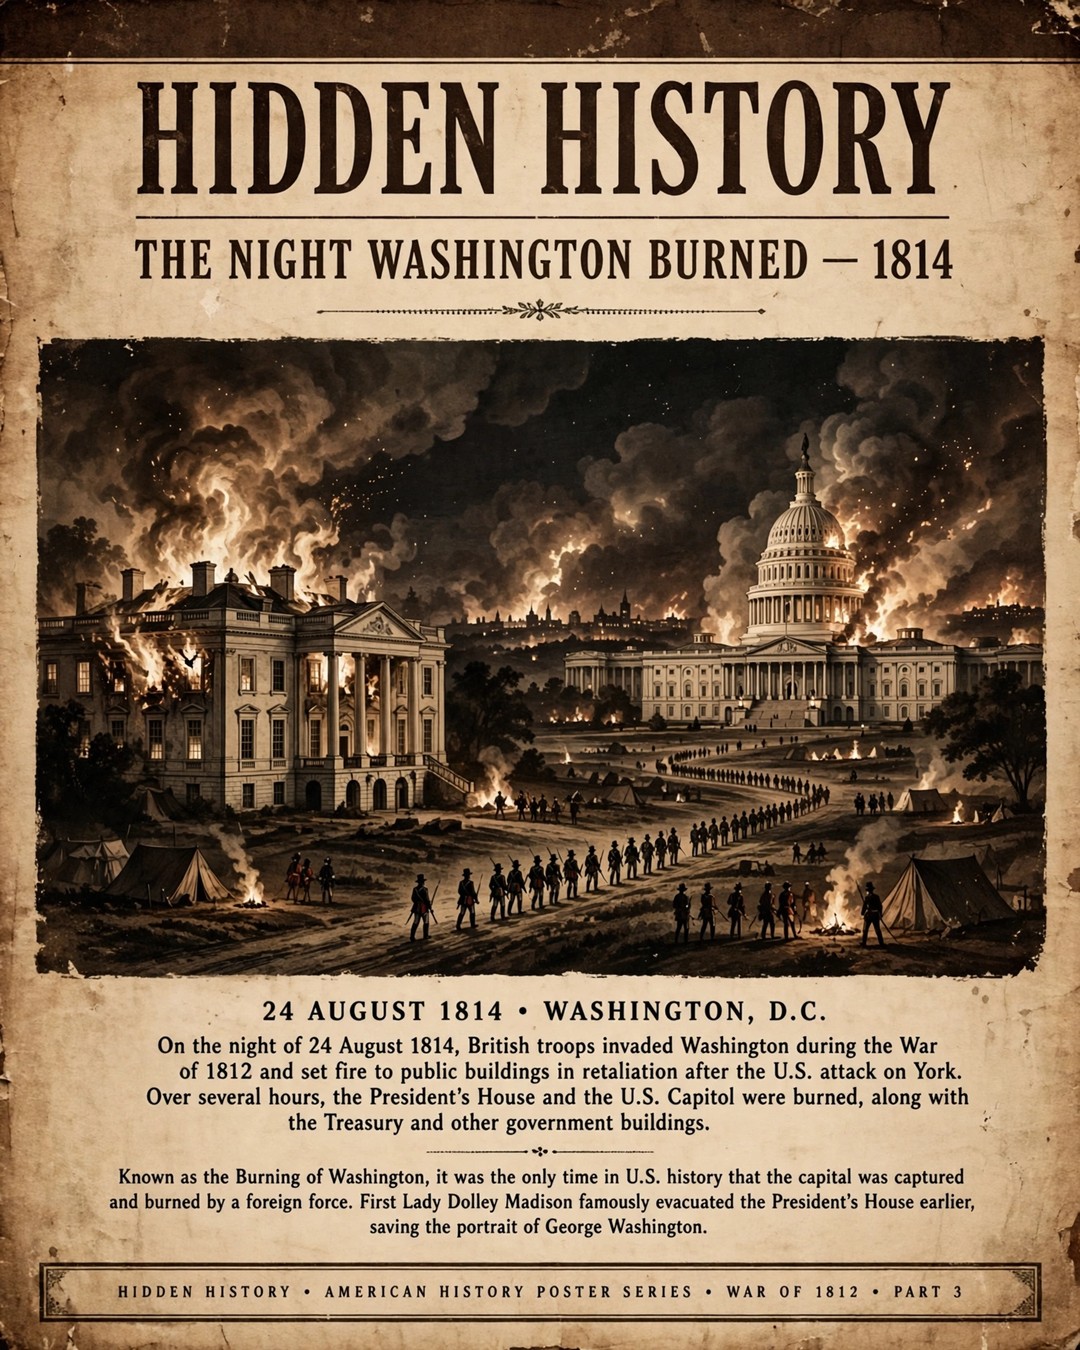 HIDDEN HISTORY
THE NIGHT WASHINGTON BURNED — 1814
24 AUGUST 1814 • WASHINGTON, D.C.
On the night of 24 August 1814, British troops invaded Washington during the War
of 1812 and set fire to public buildings in retaliation after the U.S. attack on York.
Over several hours, the President's House and the U.S. Capitol were burned, along with
the Treasury and other government buildings.
Known as the Burning of Washington, it was the only time in U.S. history that the capital was captured
and burned by a foreign force. First Lady Dolley Madison famously evacuated the President's House earlier,
saving the portrait of George Washington.
HIDDEN HISTORY • AMERICAN HISTORY POSTER SERIES • WAR OF 1812 • PART 3